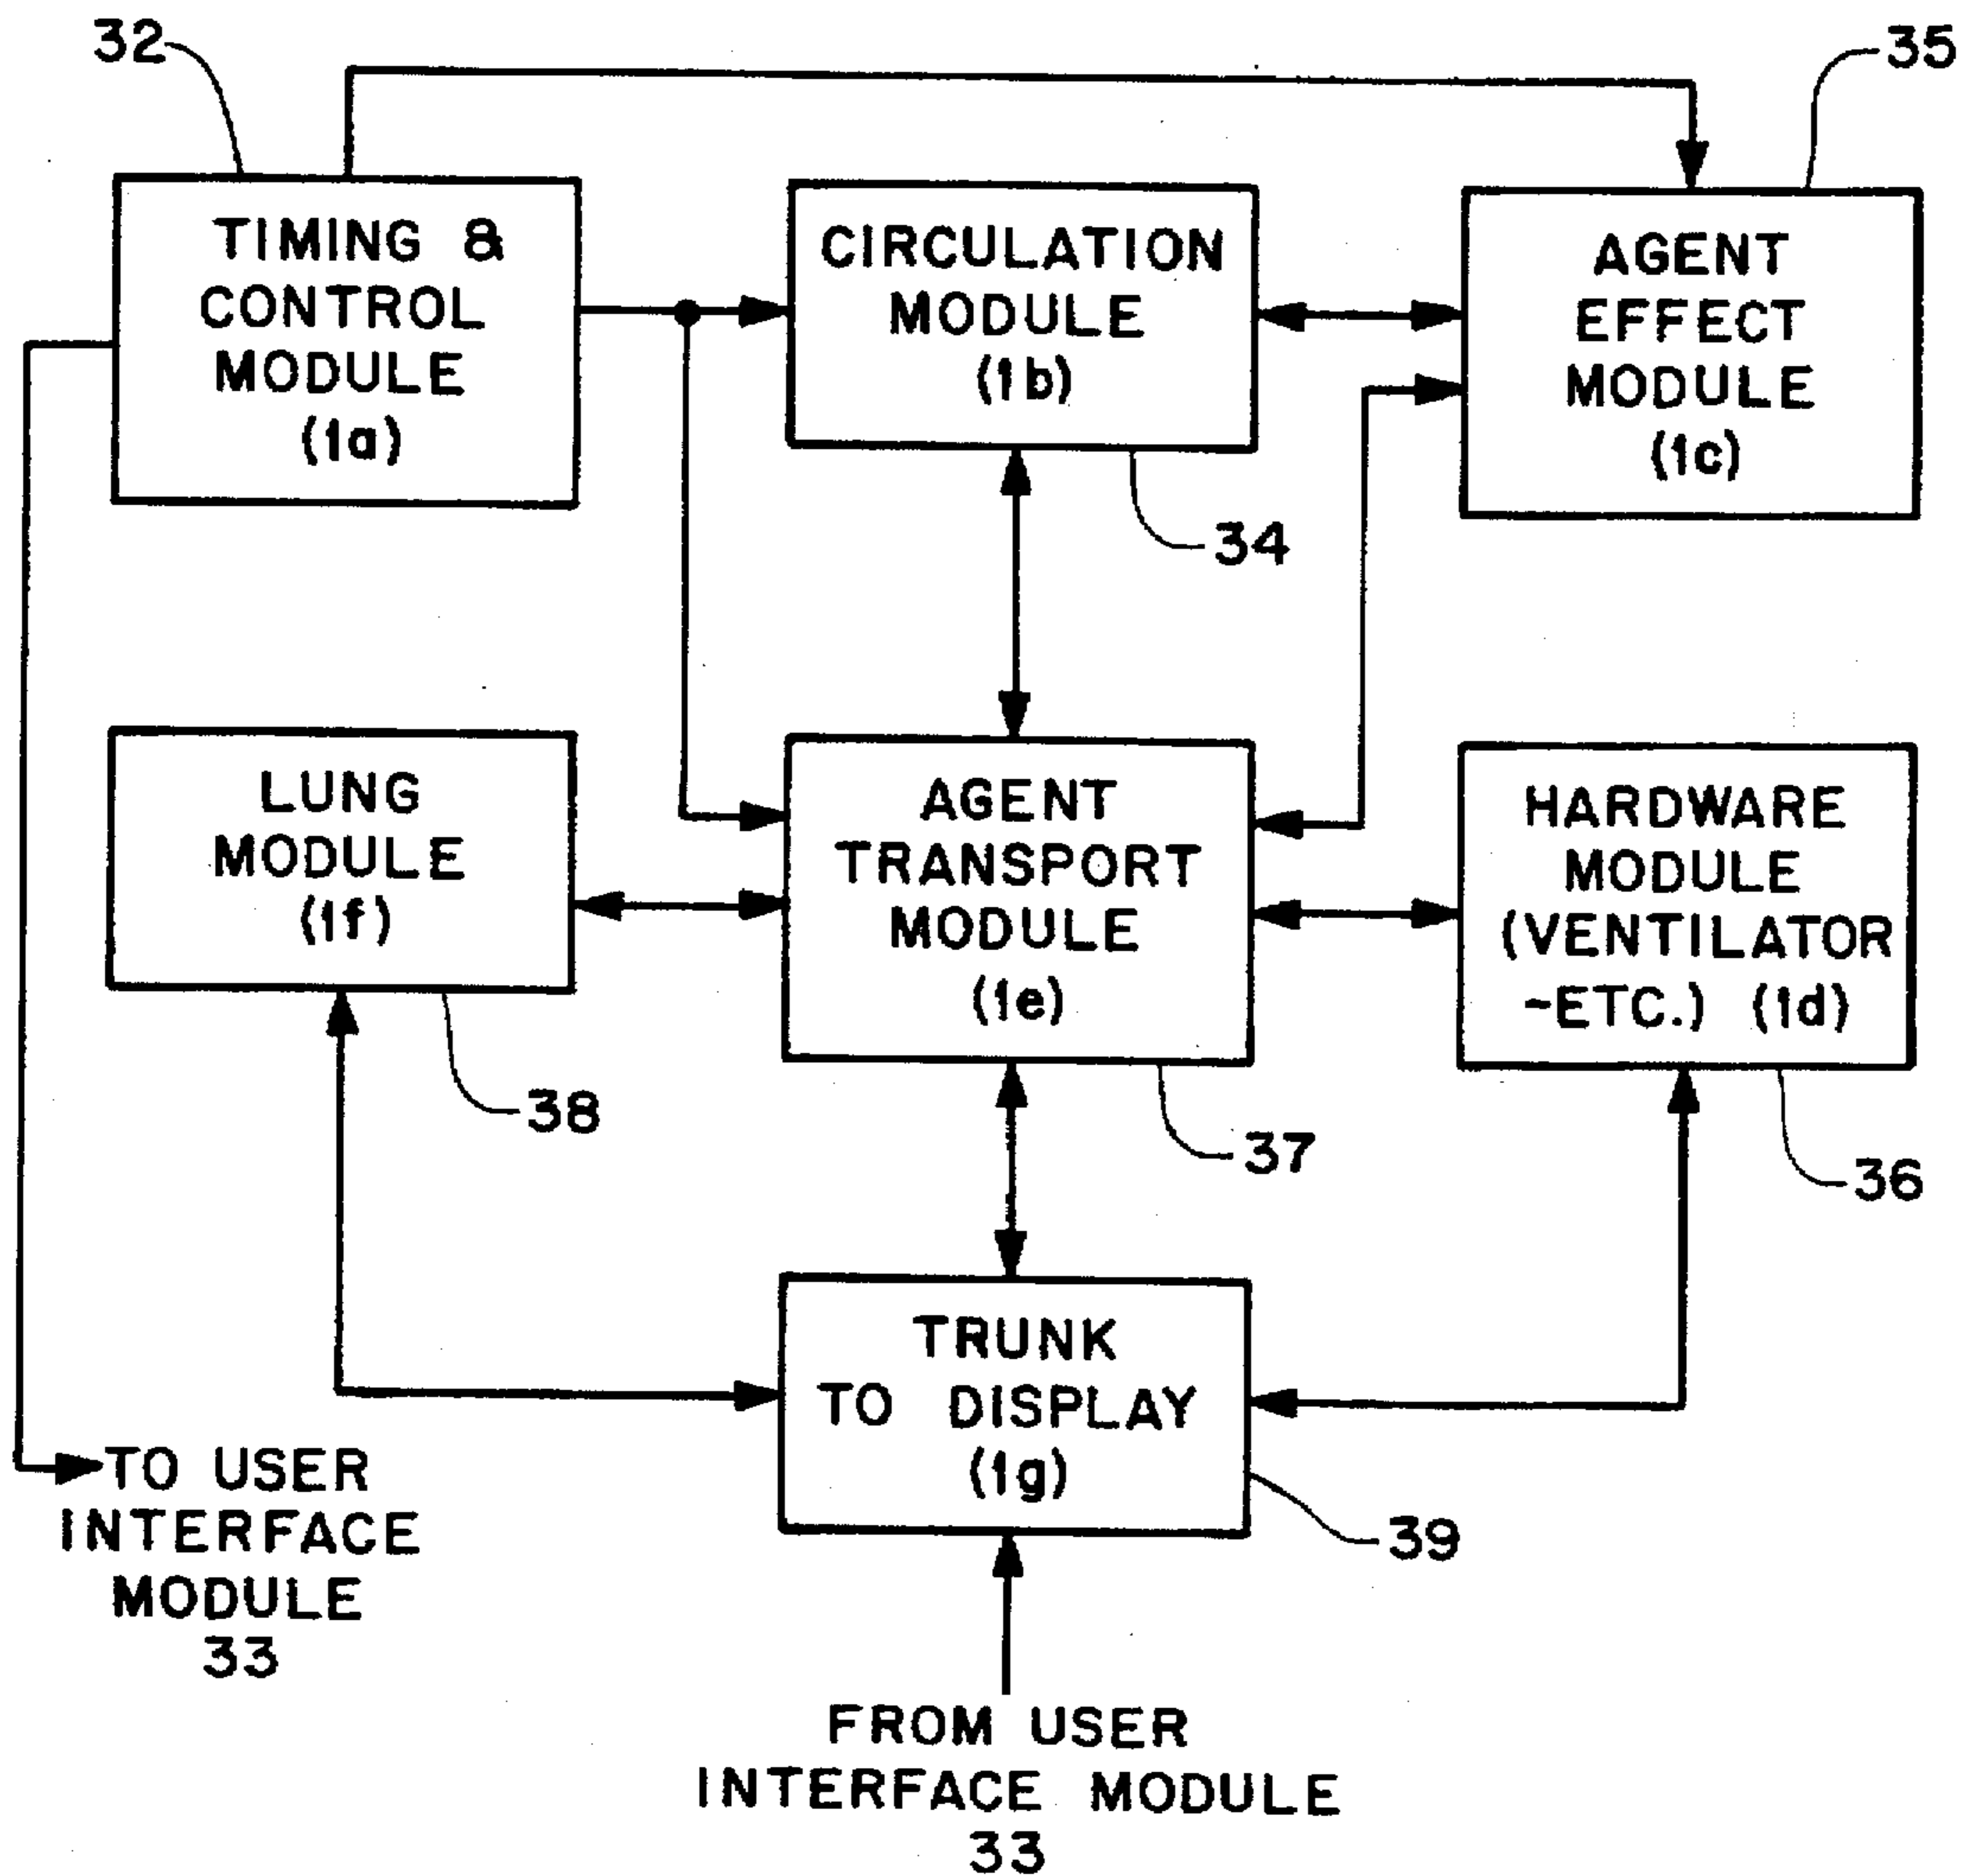 32
35
TIMING &
CONTROL
MODULE
(1a)
CIRCULATION
MODULE
(1b)
AGENT
EFFECT
MODULE
(1c)
34
LUNG
MODULE
(1f)
AGENT
TRANSPORT
MODULE
(1e)
HARDWARE
MODULE
(VENTILATOR
-ETC.) (1d)
38
37
36
TRUNK
TO DISPLAY
(1g)
39
TO USER
INTERFACE
MODULE
33
FROM USER
INTERFACE MODULE
33